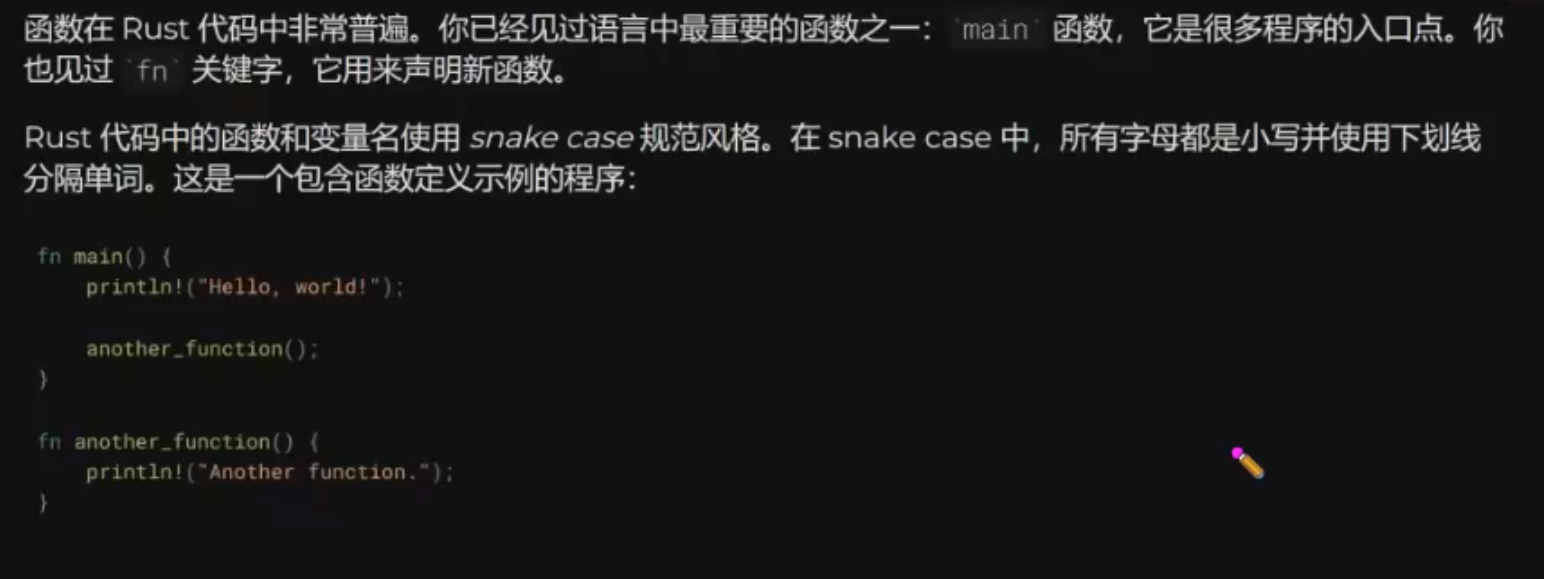 函数在 Rust 代码中非常普遍。你已经见过语言中最重要的函数之一：`main` 函数，它是很多程序的入口点。你
也见过 `fn` 关键字，它用来声明新函数。
Rust 代码中的函数和变量名使用 snake case 规范风格。在 snake case 中，所有字母都是小写并使用下划线
分隔单词。这是一个包含函数定义示例的程序：
fn main() {
    println!("Hello, world!");
    another_function();
}
fn another_function() {
    println!("Another function.");
}